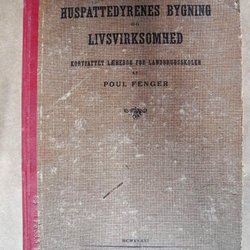 HUSPATTEDYRENES BYGNING
OG
LIVSVIRKSOMHED
KORTFATTET LÆREBOG FOR LANDBRUGSSKOLER
AF
POUL FENGER